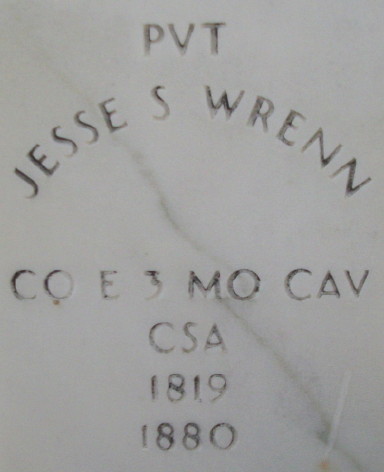 PVT
JESSE S WRENN
CO E 3 MO CAV
CSA
1819
1880